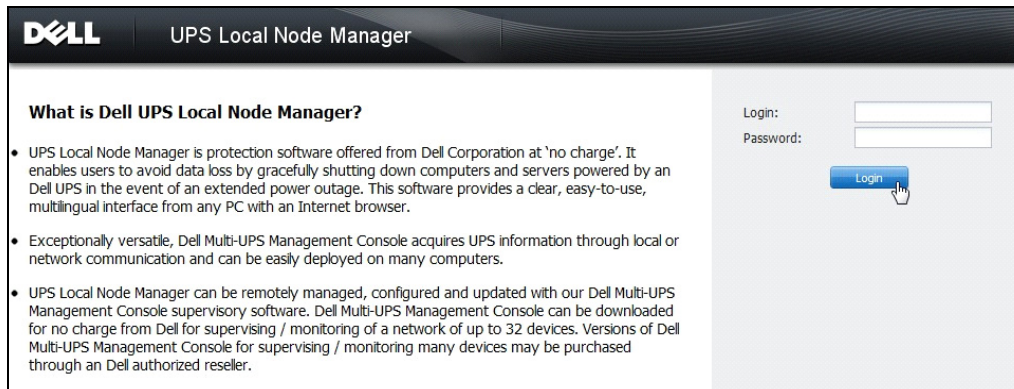 DELL UPS Local Node Manager
What is Dell UPS Local Node Manager?
• UPS Local Node Manager is protection software offered from Dell Corporation at ‘no charge’. It
enables users to avoid data loss by gracefully shutting down computers and servers powered by an
Dell UPS in the event of an extended power outage. This software provides a clear, easy-to-use,
multilingual interface from any PC with an Internet browser.
• Exceptionally versatile, Dell Multi-UPS Management Console acquires UPS information through local or
network communication and can be easily deployed on many computers.
• UPS Local Node Manager can be remotely managed, configured and updated with our Dell Multi-UPS
Management Console supervisory software. Dell Multi-UPS Management Console can be downloaded
for no charge from Dell for supervising / monitoring of a network of up to 32 devices. Versions of Dell
Multi-UPS Management Console for supervising / monitoring many devices may be purchased
through an Dell authorized reseller.
Login:
Password:
Login